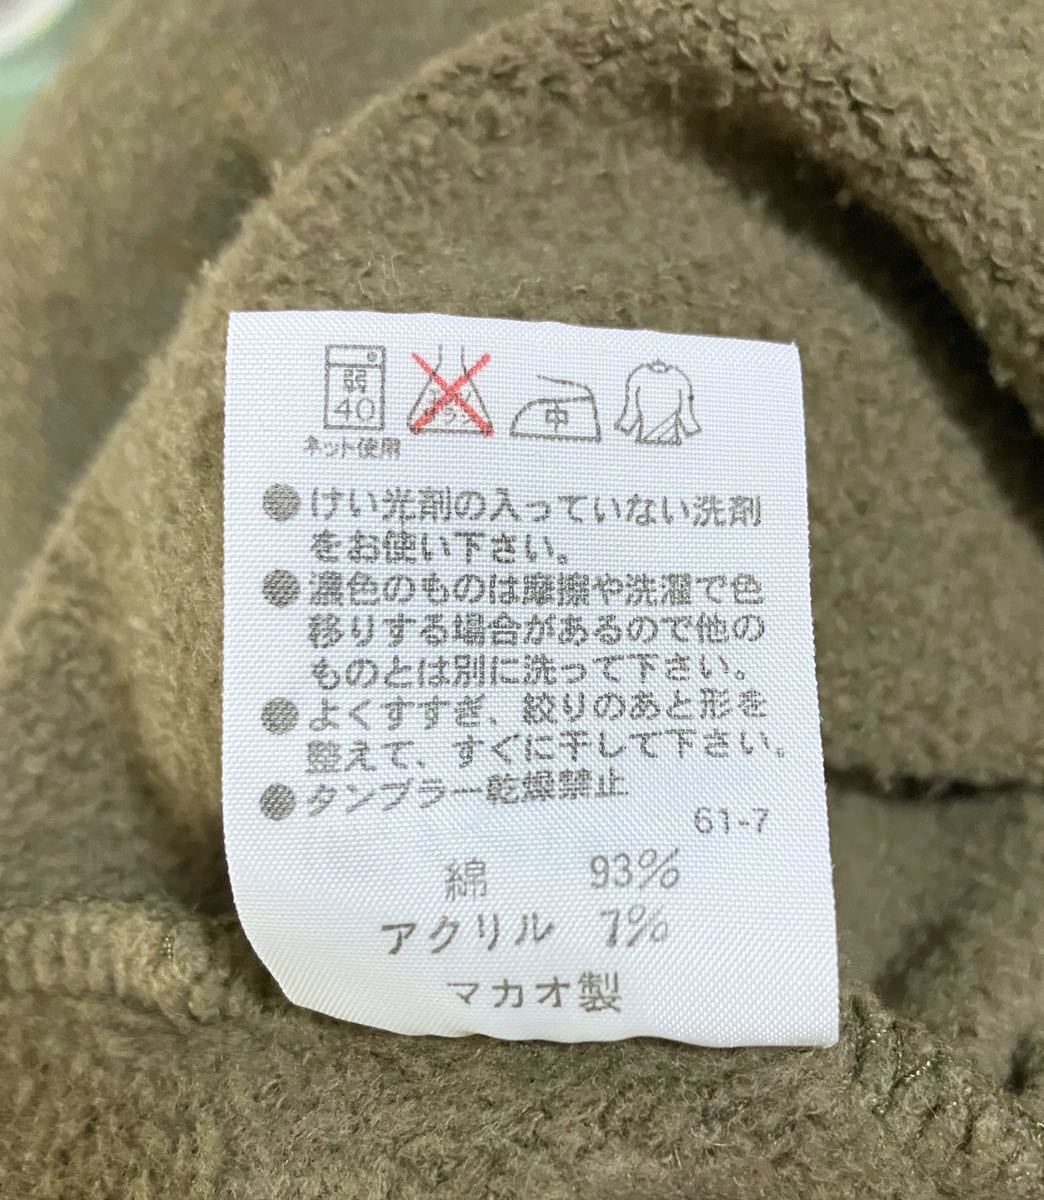 弱
40
中
ネット使用
●けい光剤の入っていない洗剤
をお使い下さい。
●濃色のものは摩擦や洗濯で色
移りする場合があるので他の
ものとは別に洗って下さい。
●よくすすぎ、絞りのあと形を
整えて、すぐに干して下さい。
●タンブラー乾燥禁止
61-7
綿 93%
アクリル 7%
マカオ製